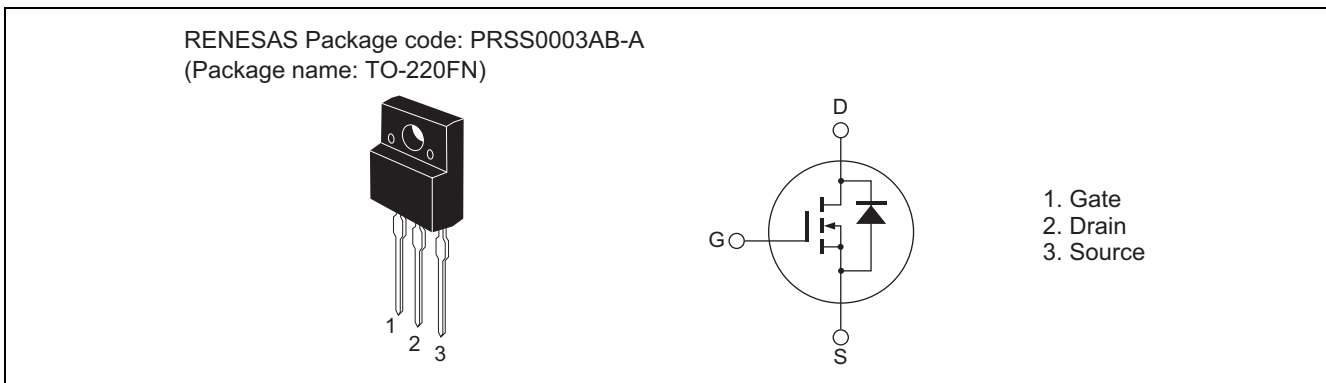 RENESAS Package code: PRSS0003AB-A
(Package name: TO-220FN)
1
2
3
D
G
S
1. Gate
2. Drain
3. Source